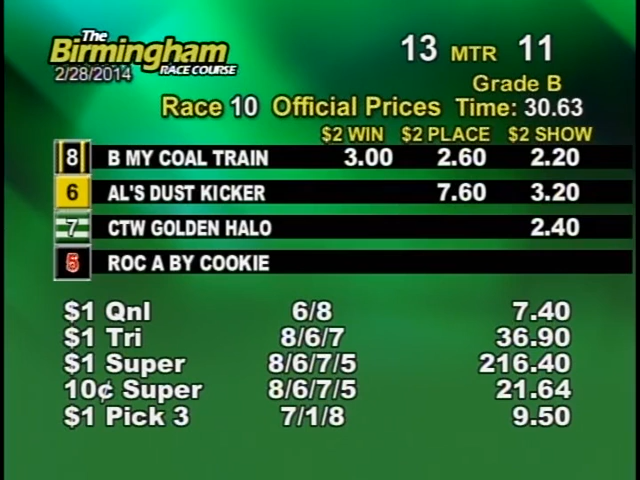 The
Birmingham
RACE COURSE
2/28/2014
13 MTR 11
Grade B
Race 10 Official Prices Time: 30.63
$2 WIN $2 PLACE $2 SHOW
8 B MY COAL TRAIN 3.00 2.60 2.20
6 AL'S DUST KICKER 7.60 3.20
7 CTW GOLDEN HALO 2.40
5 ROC A BY COOKIE
$1 Qnl 6/8 7.40
$1 Tri 8/6/7 36.90
$1 Super 8/6/7/5 216.40
10¢ Super 8/6/7/5 21.64
$1 Pick 3 7/1/8 9.50